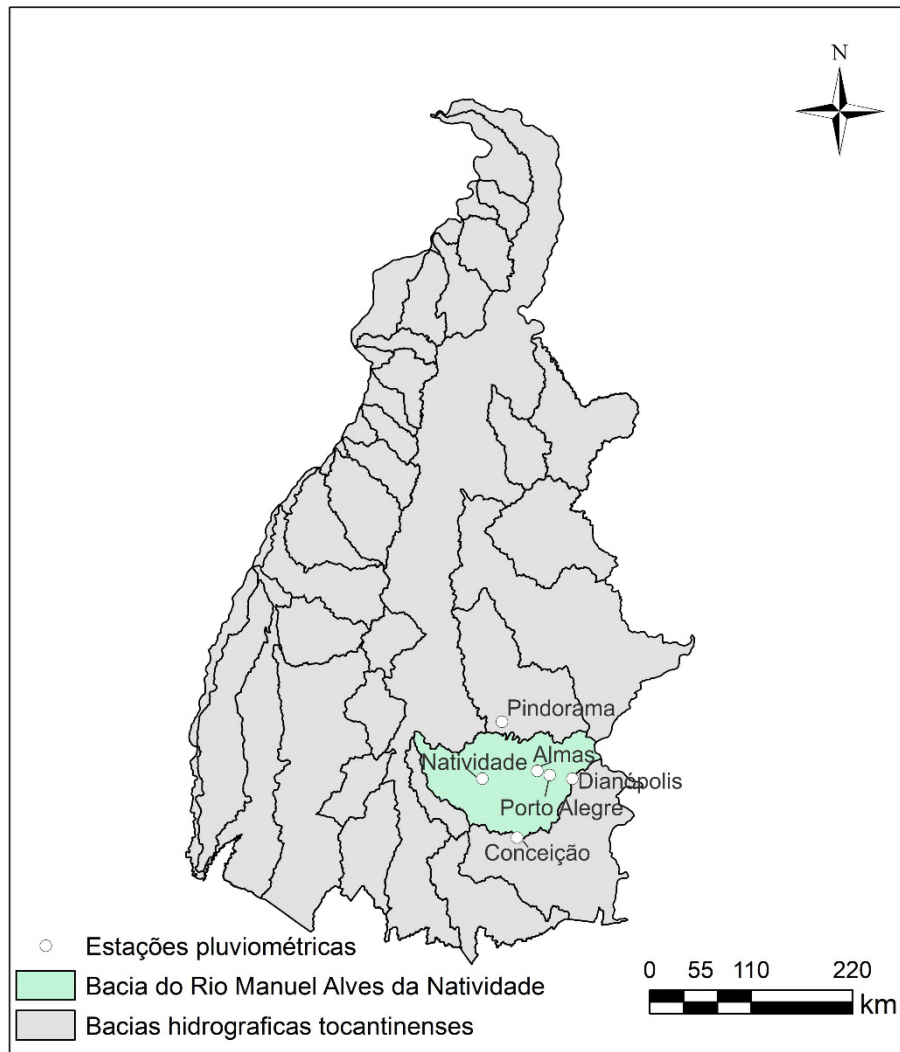 N
Pindorama
Natividade
Almas
Dianópolis
Porto Alegre
Conceição
Estações pluviométricas
Bacia do Rio Manuel Alves da Natividade
Bacias hidrograficas tocantinenses
0 55 110 220
km